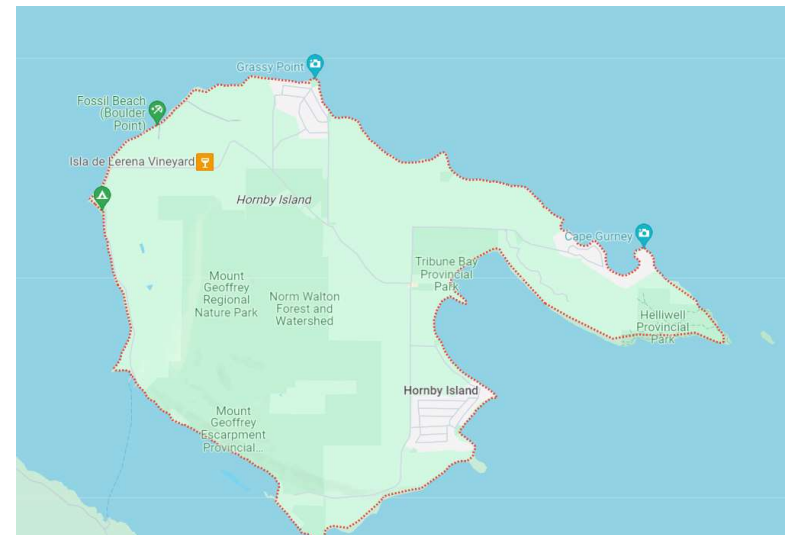 Grassy Point
Fossil Beach
(Boulder
Point)
Isla de Lerena Vineyard
Hornby Island
Cape Gurney
Tribune Bay
Provincial
Park
Mount
Geoffrey
Regional
Nature Park
Norm Walton
Forest and
Watershed
Helliwell
Provincial
Park
Hornby Island
Mount
Geoffrey
Escarpment
Provincial...